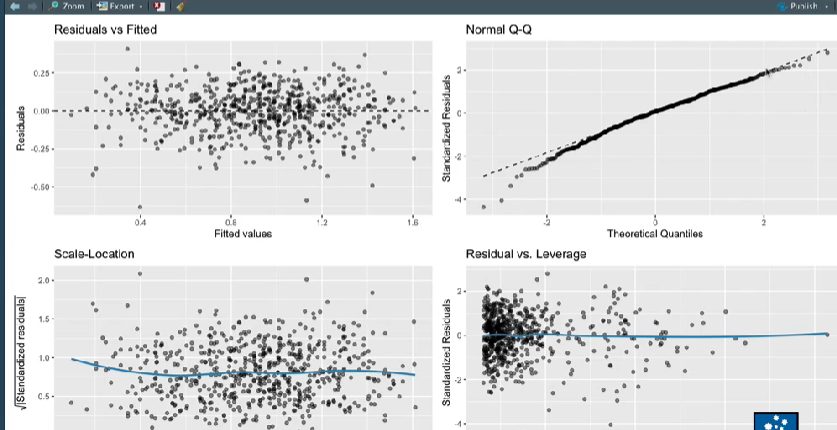 Zoom Export Publish
Residuals vs Fitted
0.25
0.00
-0.25
-0.50
Residuals
0.4 0.8 1.2 1.6
Fitted values
Normal Q-Q
2
0
-2
-4
Standardized Residuals
-2 0 2
Theoretical Quantiles
Scale-Location
2.0
1.5
1.0
0.5
√|Standardized residuals|
Residual vs. Leverage
2
0
-2
-4
Standardized Residuals